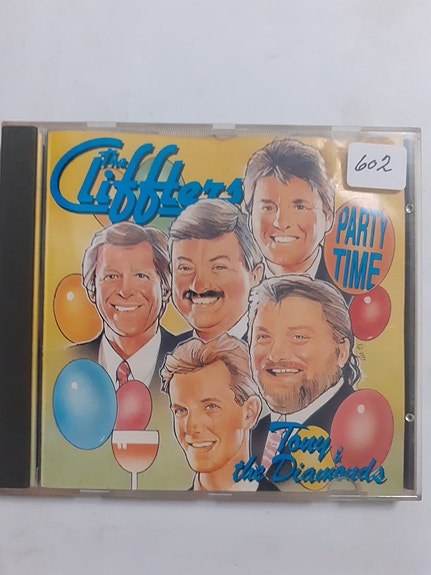 The
Cliffters
602
PARTY
TIME
Tony &
the Diamonds